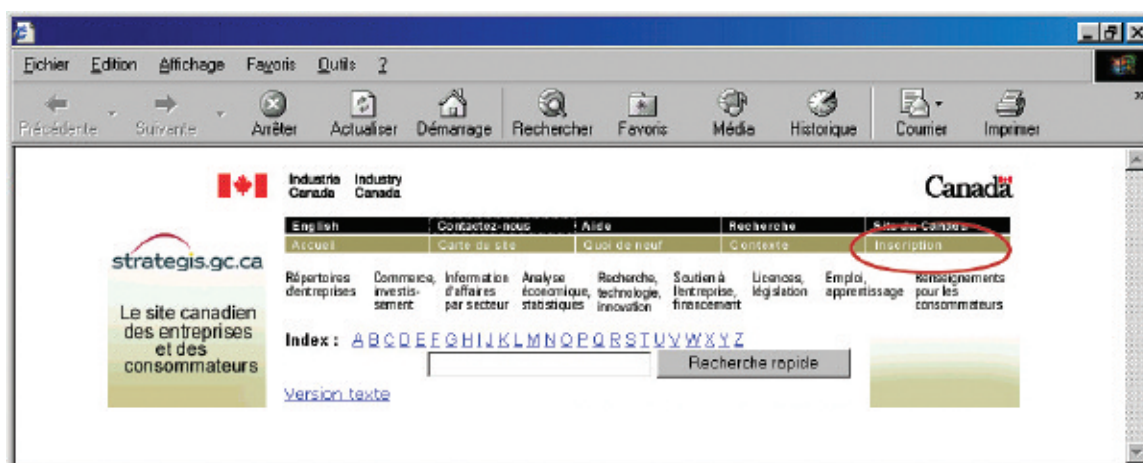 Fichier Edition Affichage Favoris Outils ?
Précédente Suivante Arrêter Actualiser Démarrage Rechercher Favoris Média Historique Courrier Imprimer
Industrie Canada
Industry Canada
Canada
English Contactez-nous Aide Recherche Site du Canada
Accueil Carte du site Quoi de neuf Contexte Inscription
strategis.gc.ca
Le site canadien
des entreprises
et des
consommateurs
Répertoires
d'entreprises
Commerce,
investis-
sement
Information
d'affaires
par secteur
Analyse
économique,
statistiques
Recherche,
technologie,
innovation
Soutien à
l'entreprise,
financement
Licences,
législation
Emploi,
apprentissage
Renseignements
pour les
consommateurs
Index : A B C D E F G H I J K L M N O P Q R S T U V W X Y Z
Recherche rapide
Version texte